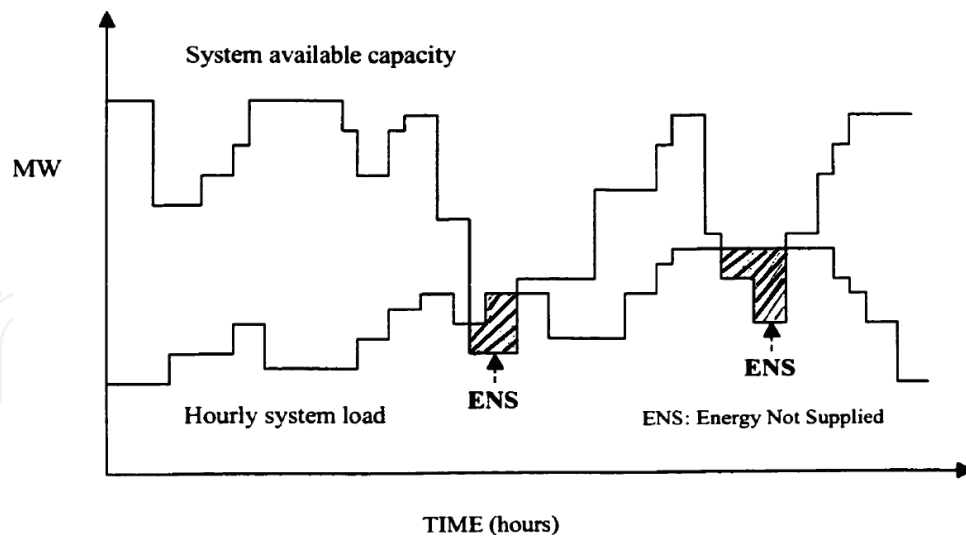 System available capacity
MW
ENS
ENS
Hourly system load
ENS: Energy Not Supplied
TIME (hours)